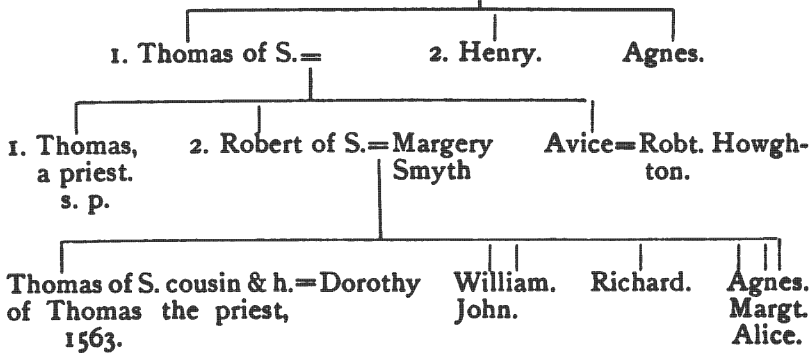 1. Thomas of S.= 2. Henry. Agnes.
1. Thomas, 2. Robert of S.=Margery Avice=Robt. Howgh-
a priest. Smyth ton.
s. p.
Thomas of S. cousin & h.=Dorothy William. Richard. Agnes.
of Thomas the priest, John. Margt.
1563. Alice.